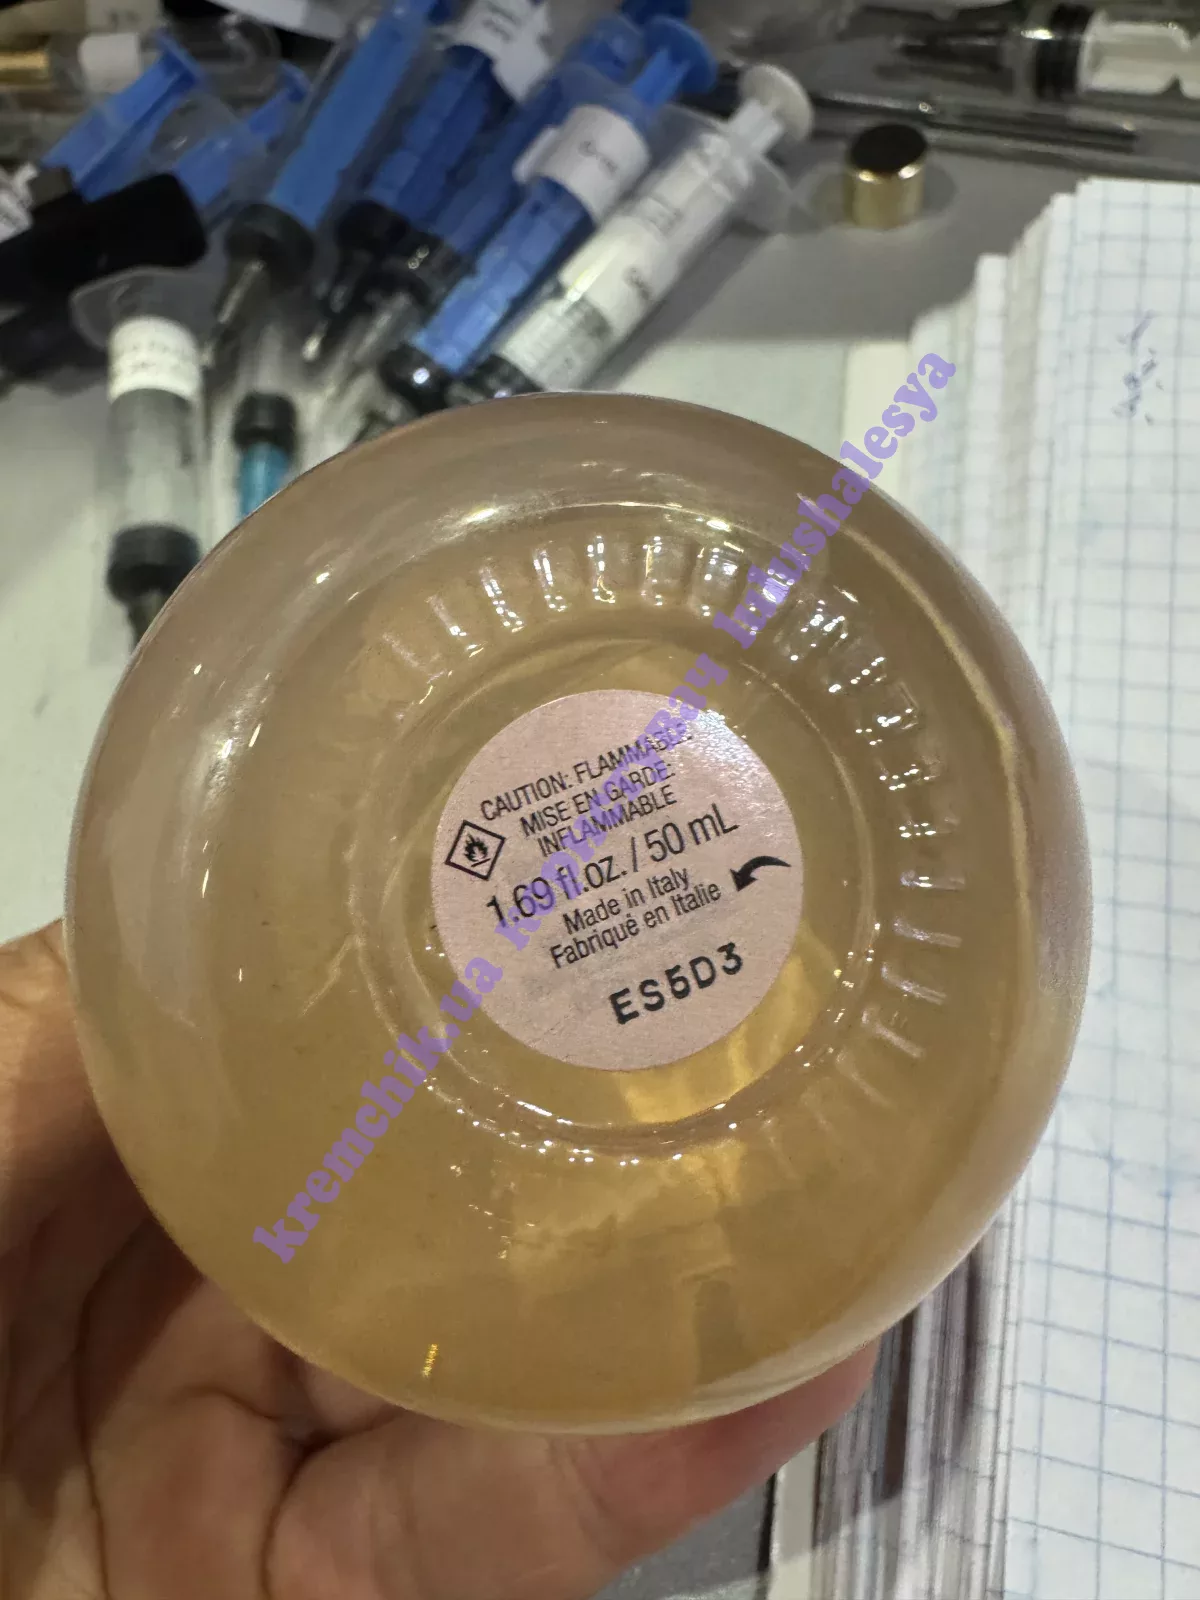 CAUTION: FLAMMABLE
MISE EN GARDE:
INFLAMMABLE
1.69 fl.oz. / 50 mL
Made in Italy
Fabriqué en Italie
ES5D3
kremchik.ua luiushalesya